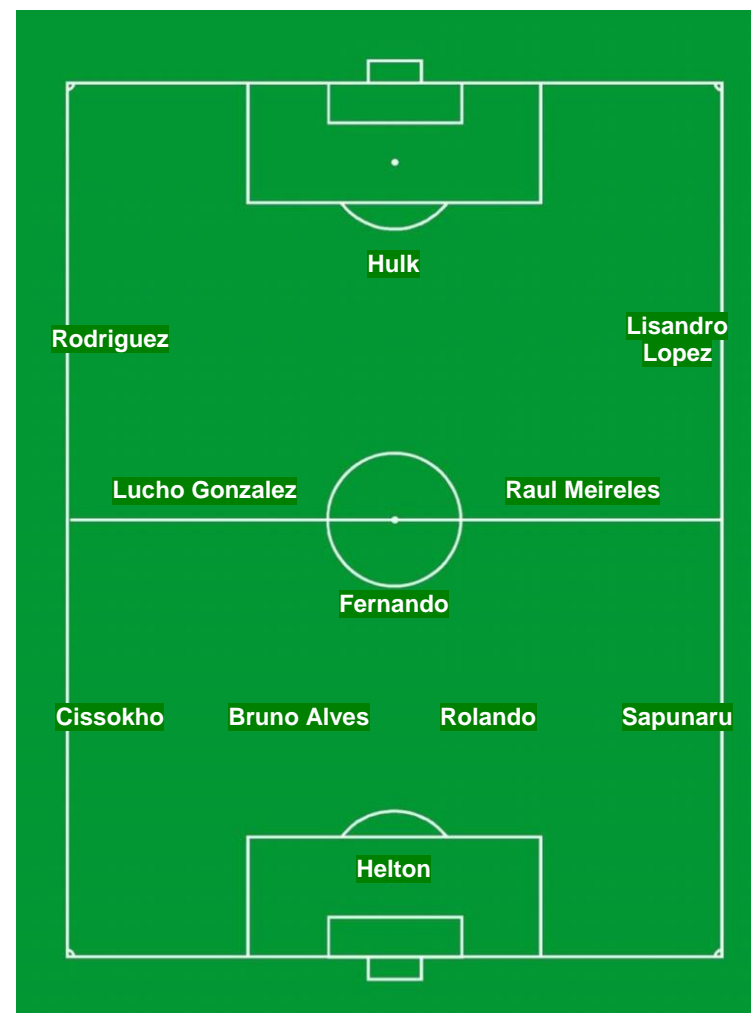 Hulk
Rodriguez
Lisandro
Lopez
Lucho Gonzalez
Raul Meireles
Fernando
Cissokho
Bruno Alves
Rolando
Sapunaru
Helton